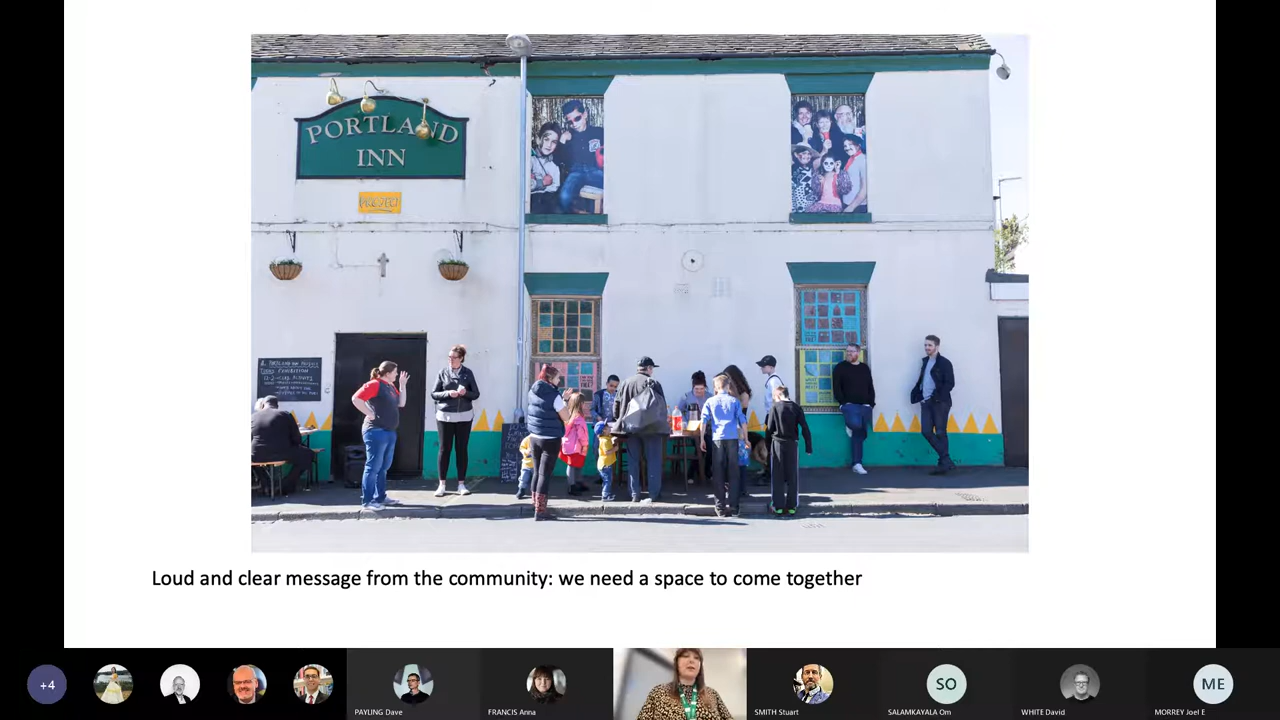 PORTLAND
INN
PROJECT
Loud and clear message from the community: we need a space to come together
+4
PAYLING Dave
FRANCIS Anna
SMITH Stuart
SO
SALAMKAYALA Om
WHITE David
ME
MORREY Joel E